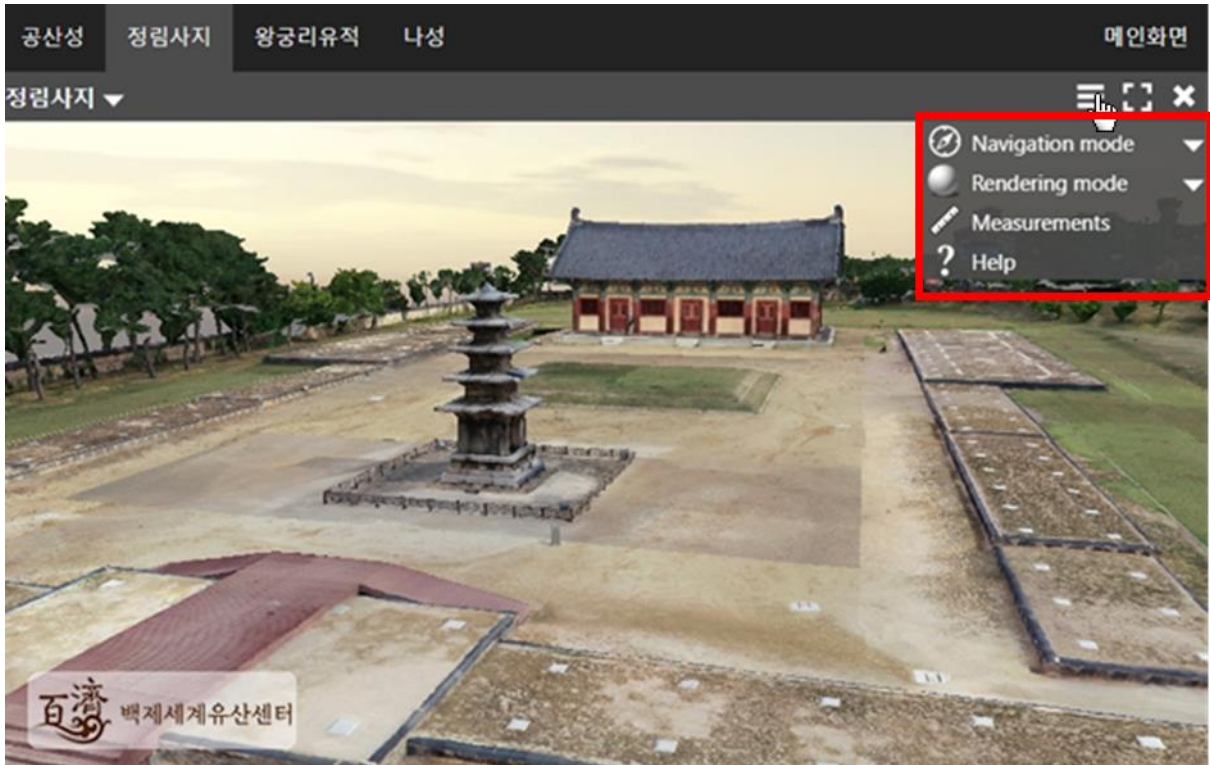 공산성 정림사지 왕궁리유적 나성 메인화면
정림사지
Navigation mode
Rendering mode
Measurements
? Help
百濟 백제세계유산센터